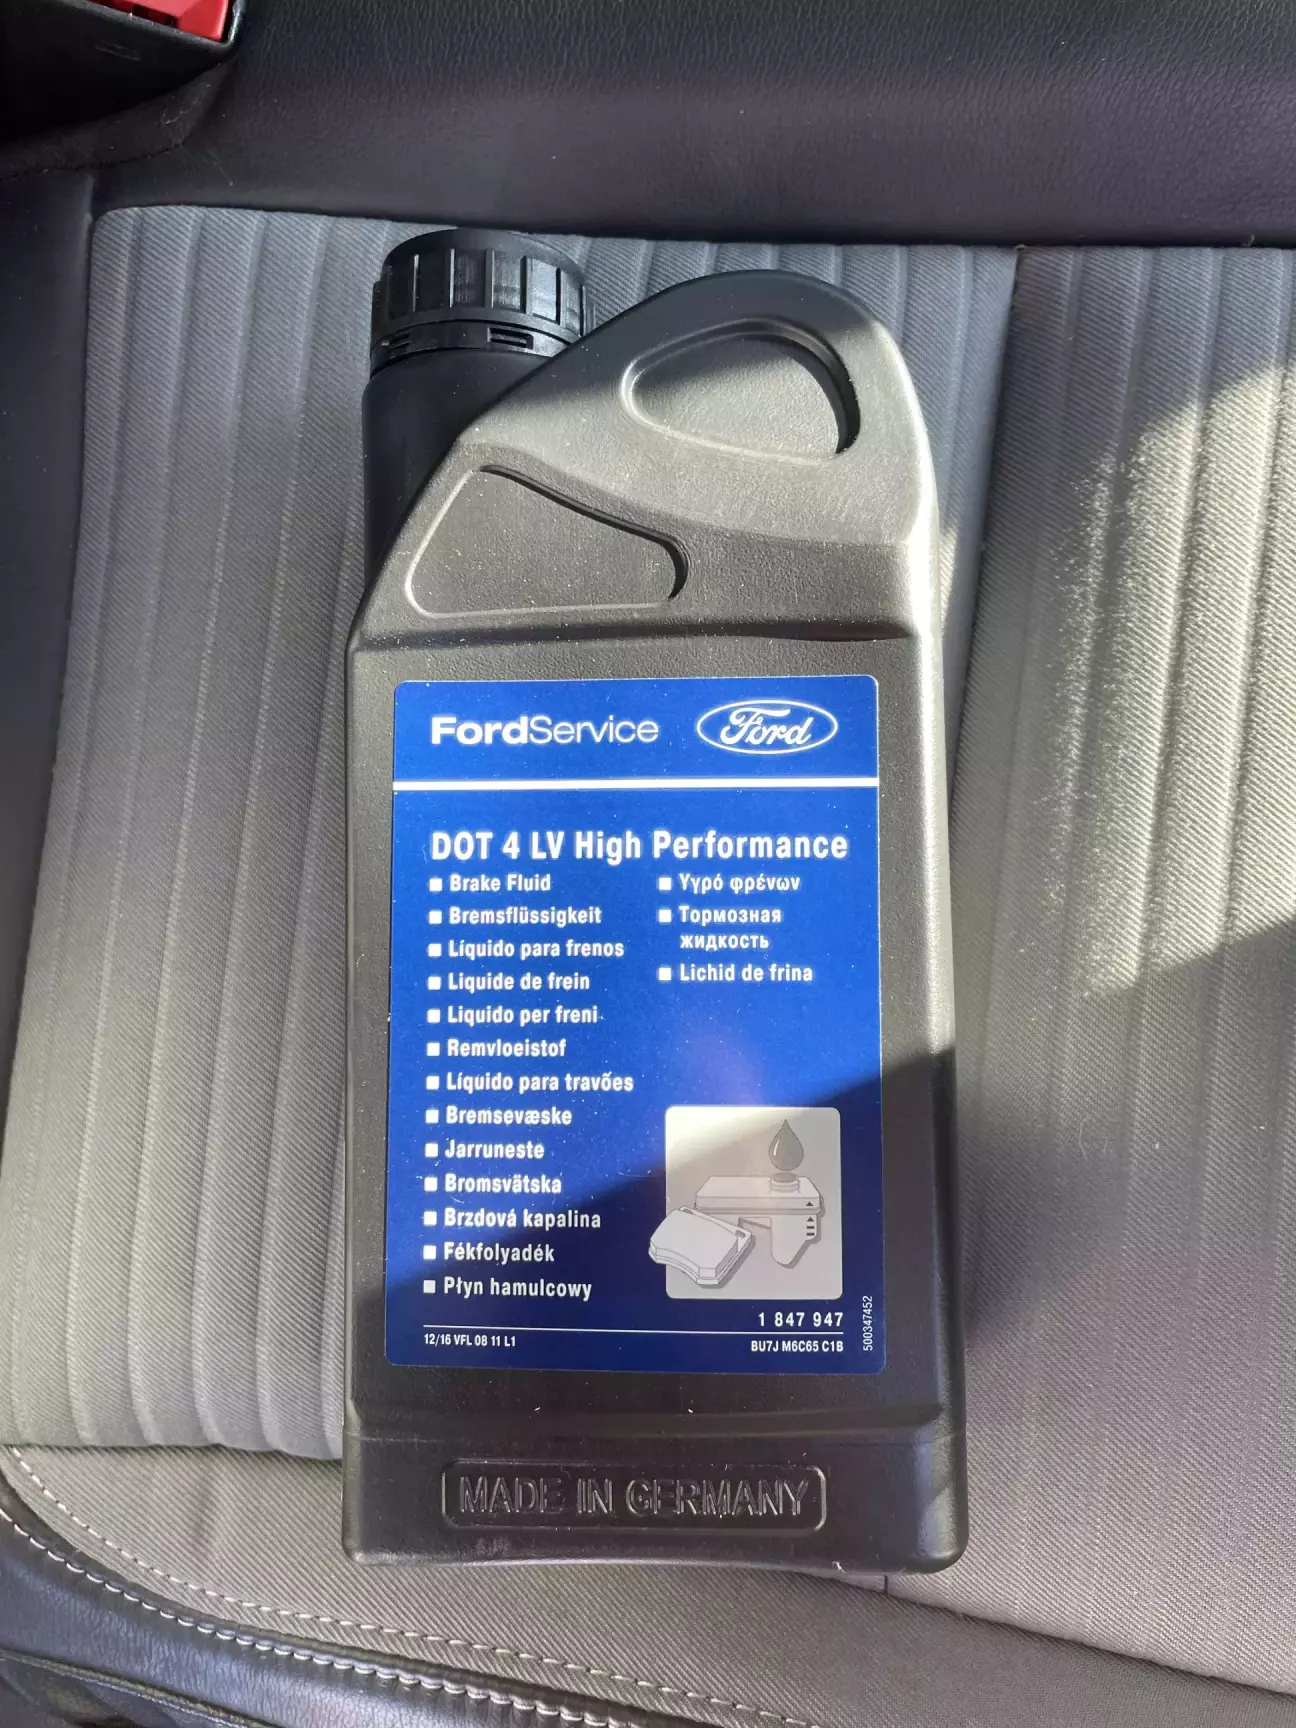 FordService
Ford
DOT 4 LV High Performance
Brake Fluid
Bremsflüssigkeit
Líquido para frenos
Liquide de frein
Liquido per freni
Remvloeistof
Líquido para travões
Bremsevæske
Jarruneste
Bromsvätska
Brzdová kapalina
Fékfolyadék
Płyn hamulcowy
Υγρό φρένων
Тормозная
жидкость
Lichid de frina
1 847 947
12/16 VFL 08 11 L1
BU7J M6C65 C1B
500347452
MADE IN GERMANY